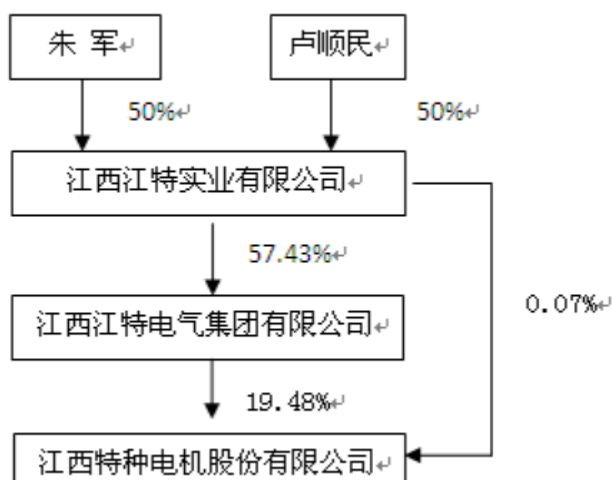 朱 军 卢顺民
50% 50%
江西江特实业有限公司
57.43%
0.07%
江西江特电气集团有限公司
19.48%
江西特种电机股份有限公司